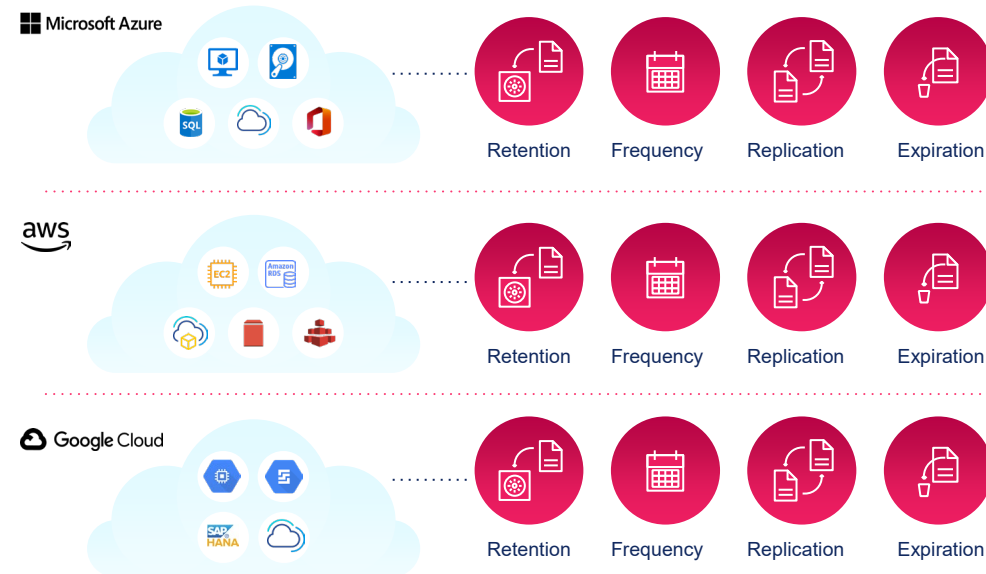 Microsoft Azure
SQL
Retention Frequency Replication Expiration
aws
EC2
Amazon
RDS
Retention Frequency Replication Expiration
Google Cloud
SAP
HANA
Retention Frequency Replication Expiration